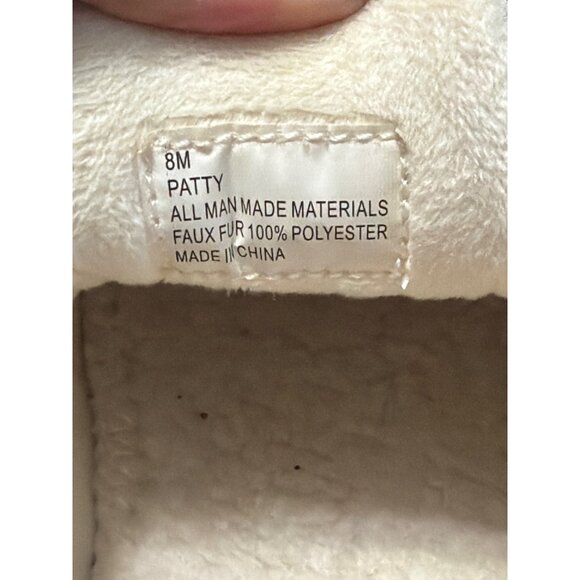 8M
PATTY
ALL MAN MADE MATERIALS
FAUX FUR 100% POLYESTER
MADE IN CHINA